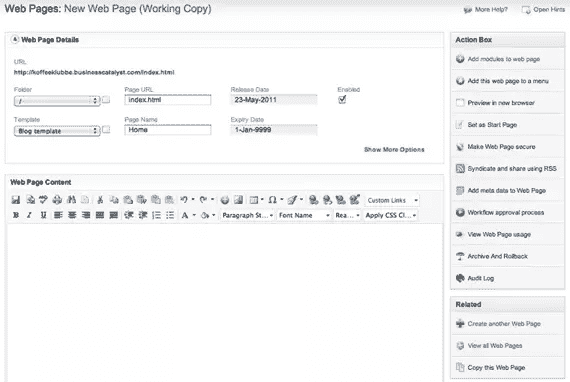 Web Pages: New Web Page (Working Copy)
More Help? Open Hints
Web Page Details
URL
http://koffeeklubbe.businesscatalyst.com/index.html
Folder Page URL Release Date Enabled
/ index.html 23-May-2011
Template Page Name Expiry Date
Blog template Home 1-Jan-9999
Show More Options
Web Page Content
Custom Links
B I U A Paragraph St... Font Name Rea... Apply CSS Cl...
Action Box
Add modules to web page
Add this web page to a menu
Preview in new browser
Set as Start Page
Make Web Page secure
Syndicate and share using RSS
Add meta data to Web Page
Workflow approval process
View Web Page usage
Archive And Rollback
Audit Log
Related
Create another Web Page
View all Web Pages
Copy this Web Page